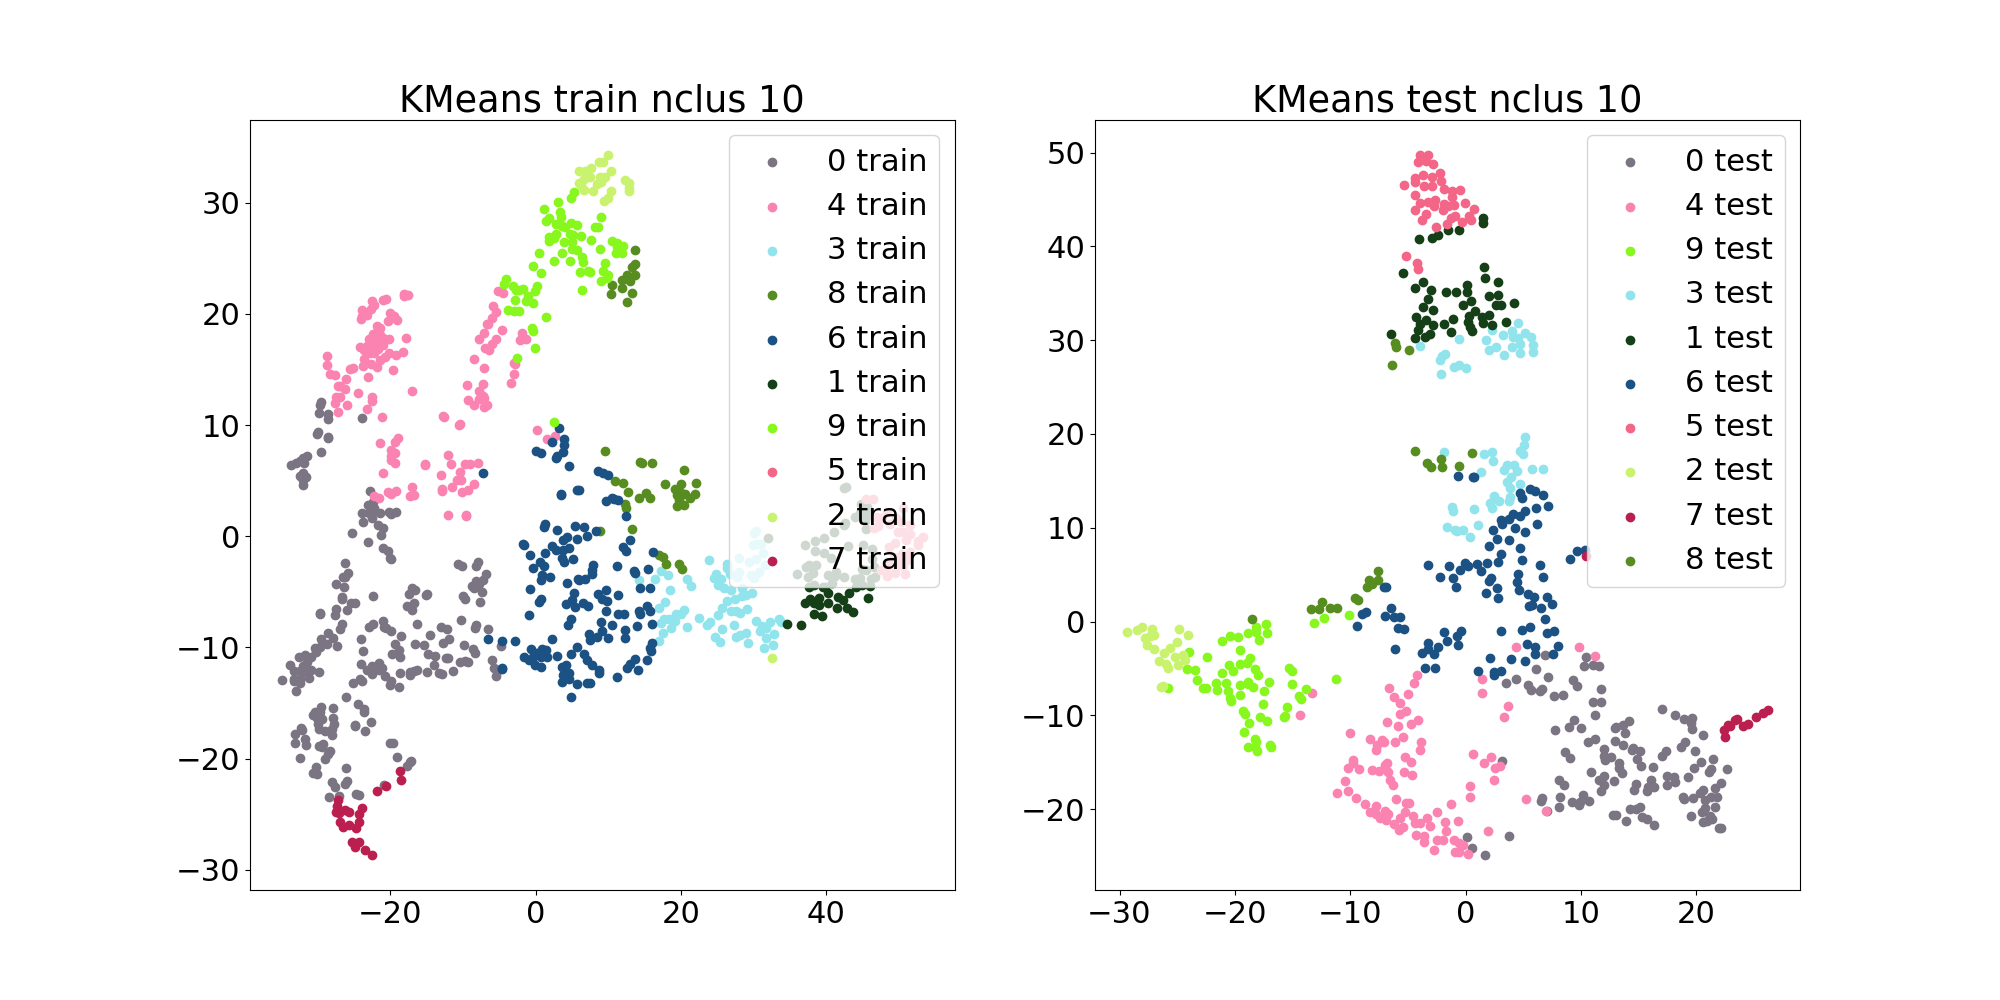 KMeans train nclus 10
30
20
10
0
−10
−20
−30
−20
0
20
40
0 train
4 train
3 train
8 train
6 train
1 train
9 train
5 train
2 train
7 train
KMeans test nclus 10
50
40
30
20
10
0
−10
−20
−30
−20
−10
0
10
20
0 test
4 test
9 test
3 test
1 test
6 test
5 test
2 test
7 test
8 test